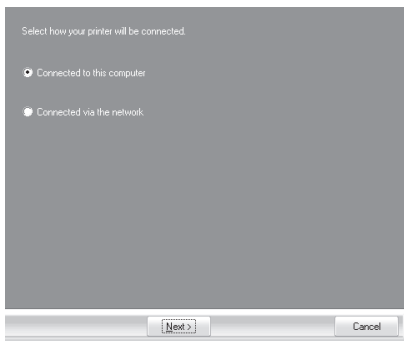 Select how your printer will be connected.
Connected to this computer
Connected via the network
Next >
Cancel